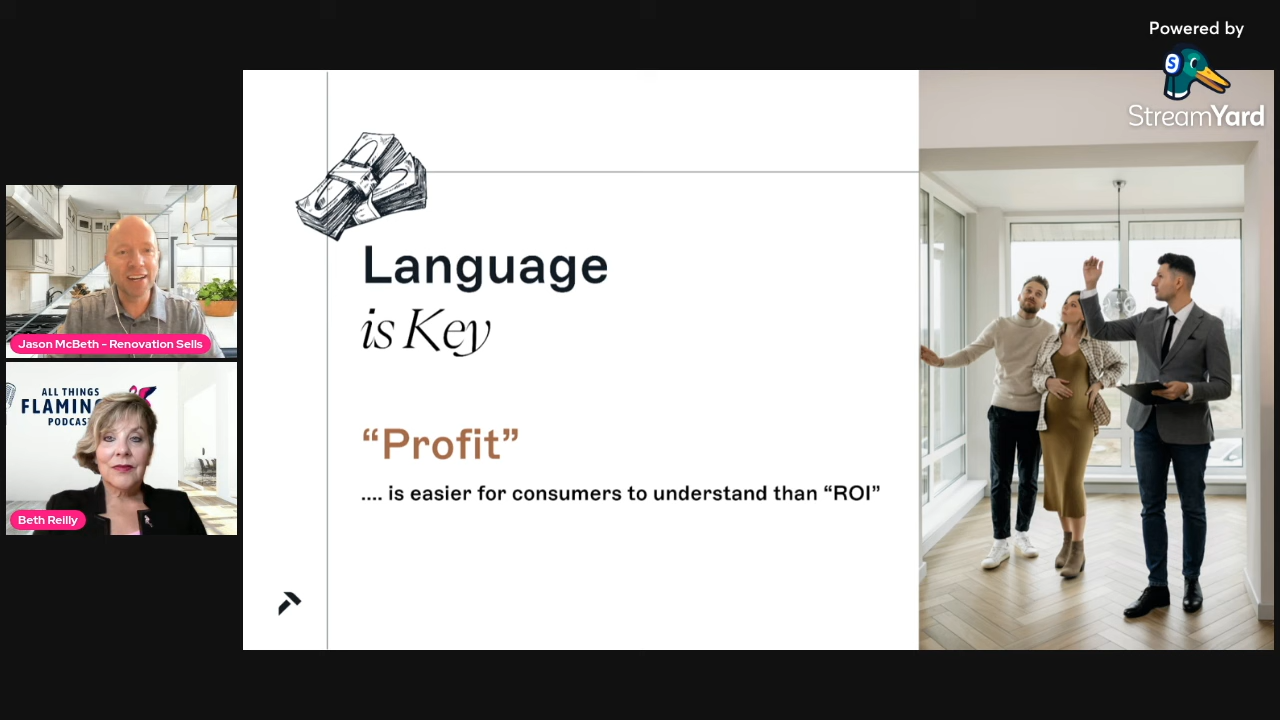 Powered by
S
StreamYard
Language
is Key
“Profit”
.... is easier for consumers to understand than “ROI”
Jason McBeth - Renovation Sells
ALL THINGS
FLAMIN
PODCAS
Beth Reilly